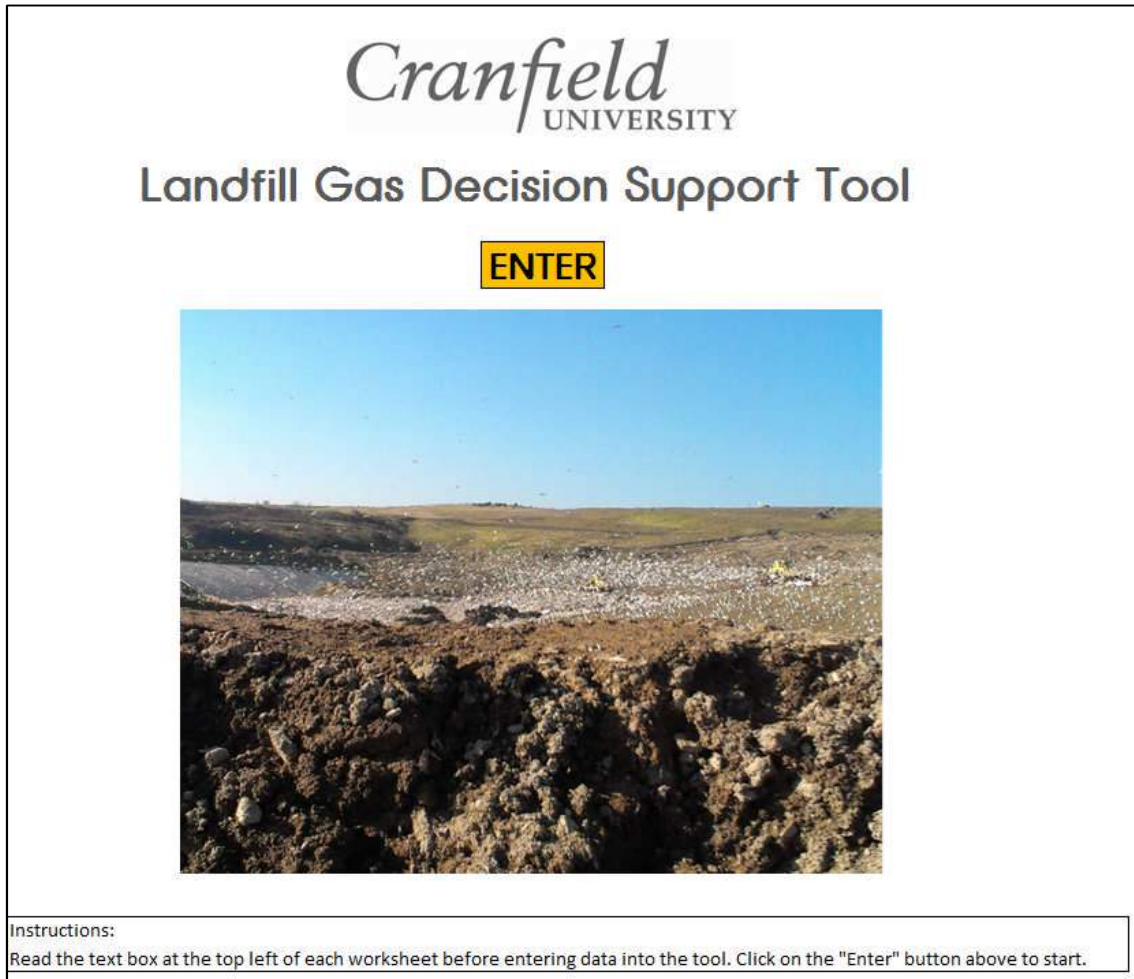 Cranfield
UNIVERSITY
Landfill Gas Decision Support Tool
ENTER
Instructions:
Read the text box at the top left of each worksheet before entering data into the tool. Click on the "Enter" button above to start.